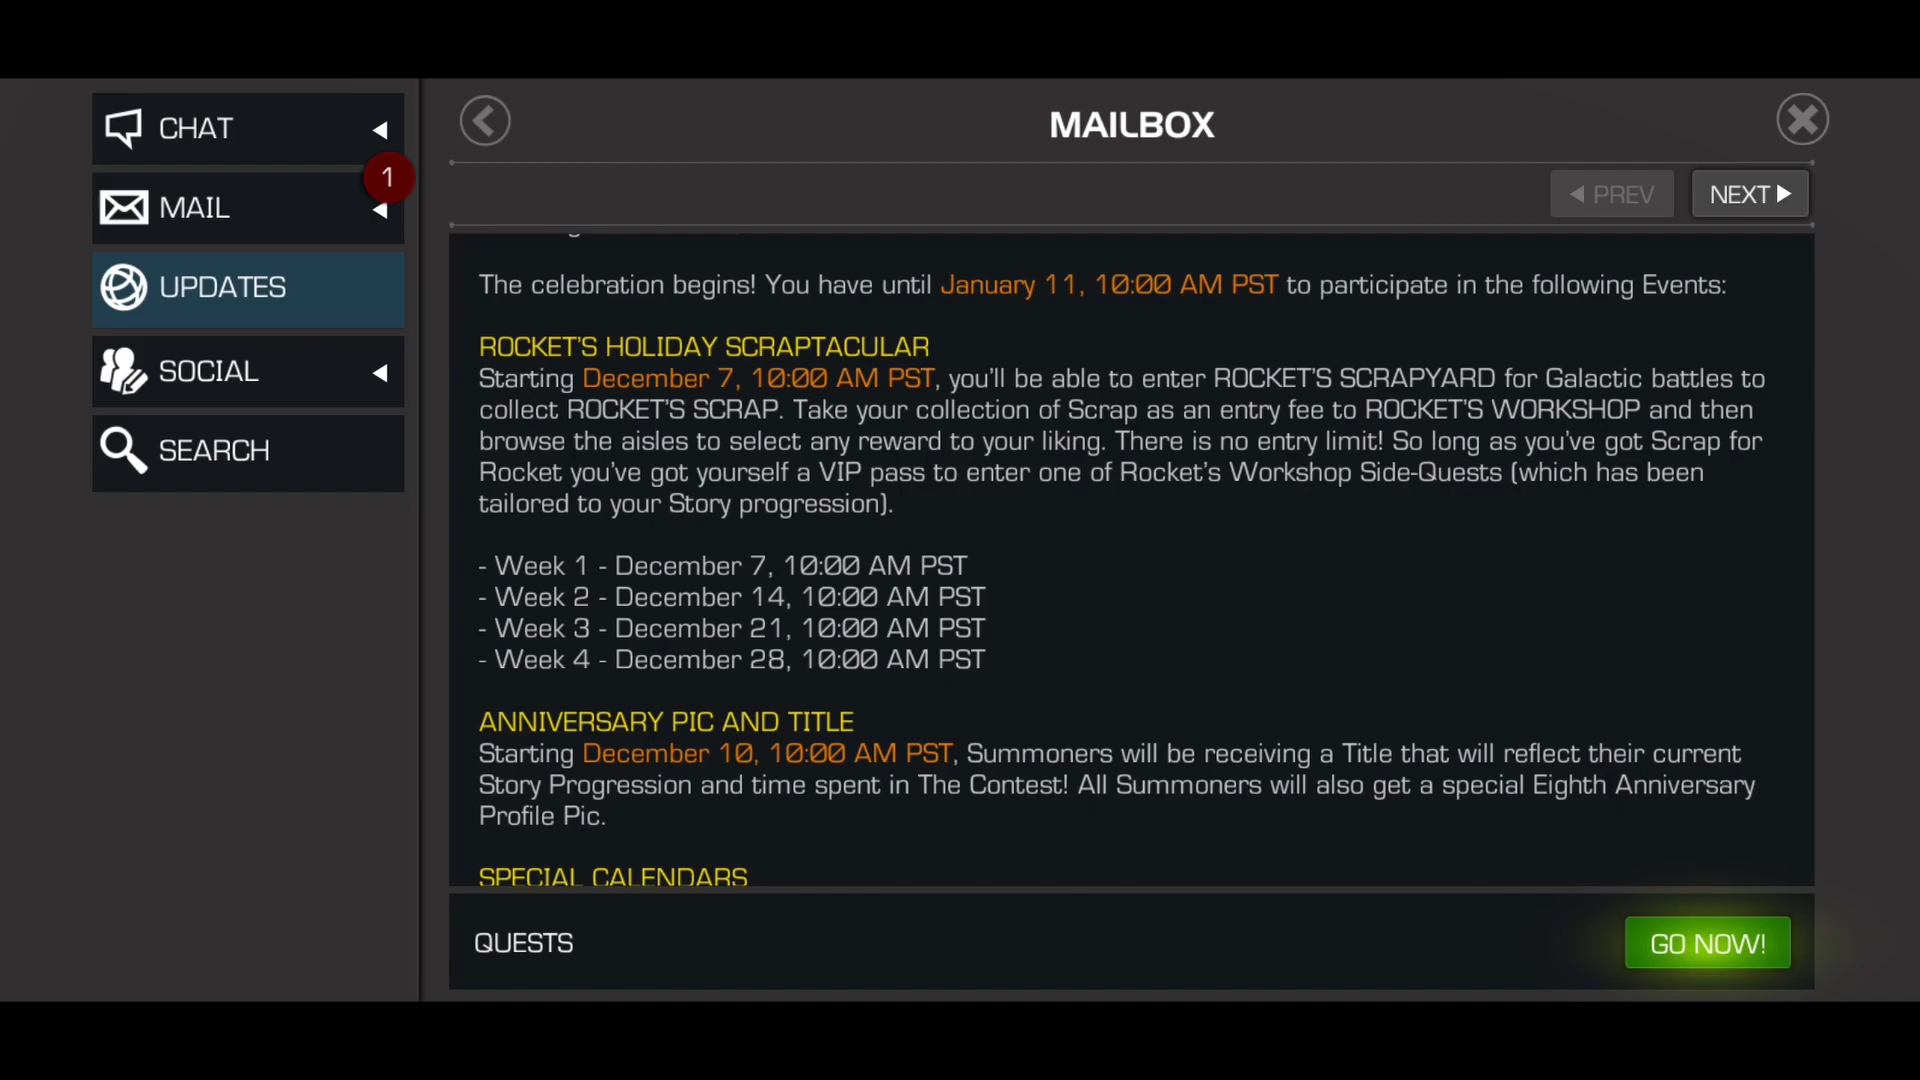 CHAT
1
MAIL
UPDATES
SOCIAL
SEARCH
MAILBOX
PREV
NEXT
The celebration begins! You have until January 11, 10:00 AM PST to participate in the following Events:
ROCKET'S HOLIDAY SCRAPTACULAR
Starting December 7, 10:00 AM PST, you'll be able to enter ROCKET'S SCRAPYARD for Galactic battles to
collect ROCKET'S SCRAP. Take your collection of Scrap as an entry fee to ROCKET'S WORKSHOP and then
browse the aisles to select any reward to your liking. There is no entry limit! So long as you've got Scrap for
Rocket you've got yourself a VIP pass to enter one of Rocket's Workshop Side-Quests (which has been
tailored to your Story progression).
- Week 1 - December 7, 10:00 AM PST
- Week 2 - December 14, 10:00 AM PST
- Week 3 - December 21, 10:00 AM PST
- Week 4 - December 28, 10:00 AM PST
ANNIVERSARY PIC AND TITLE
Starting December 10, 10:00 AM PST, Summoners will be receiving a Title that will reflect their current
Story Progression and time spent in The Contest! All Summoners will also get a special Eighth Anniversary
Profile Pic.
SPECIAL CALENDARS
QUESTS
GO NOW!